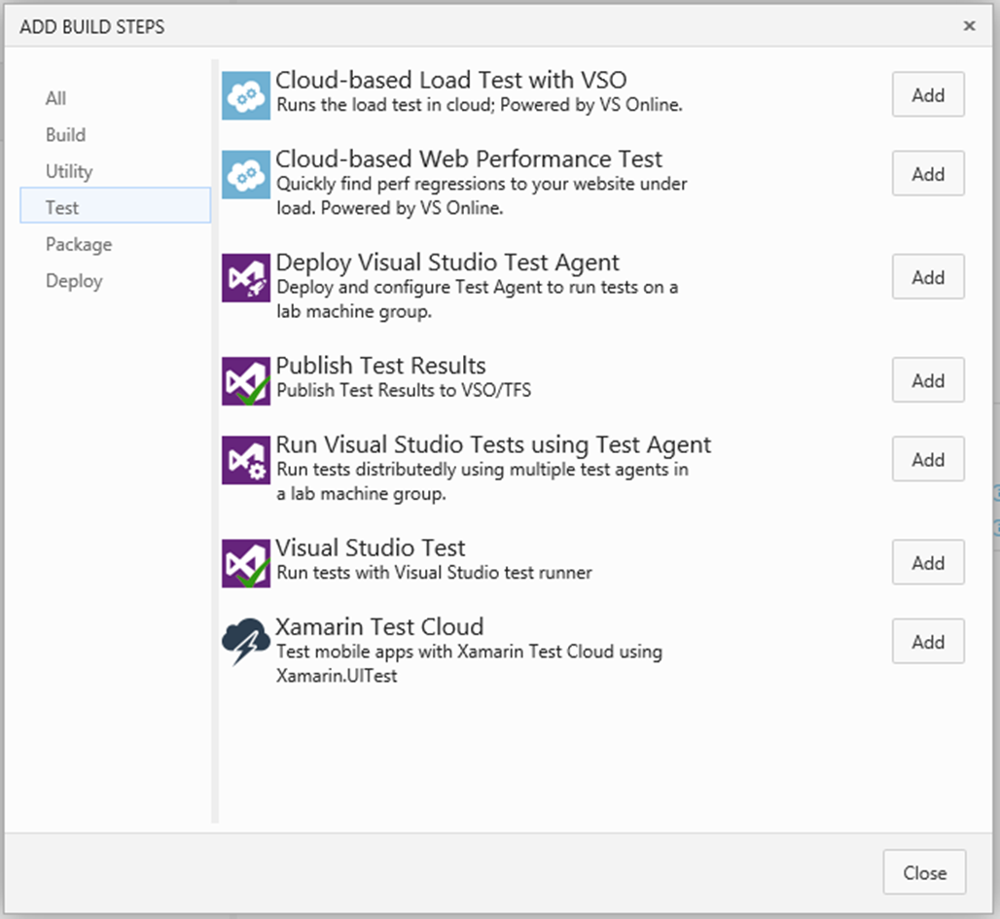 ADD BUILD STEPS
×
All
Build
Utility
Test
Package
Deploy
Cloud-based Load Test with VSO
Runs the load test in cloud; Powered by VS Online.
Add
Cloud-based Web Performance Test
Quickly find perf regressions to your website under
load. Powered by VS Online.
Add
Deploy Visual Studio Test Agent
Deploy and configure Test Agent to run tests on a
lab machine group.
Add
Publish Test Results
Publish Test Results to VSO/TFS
Add
Run Visual Studio Tests using Test Agent
Run tests distributedly using multiple test agents in
a lab machine group.
Add
Visual Studio Test
Run tests with Visual Studio test runner
Add
Xamarin Test Cloud
Test mobile apps with Xamarin Test Cloud using
Xamarin.UITest
Add
Close